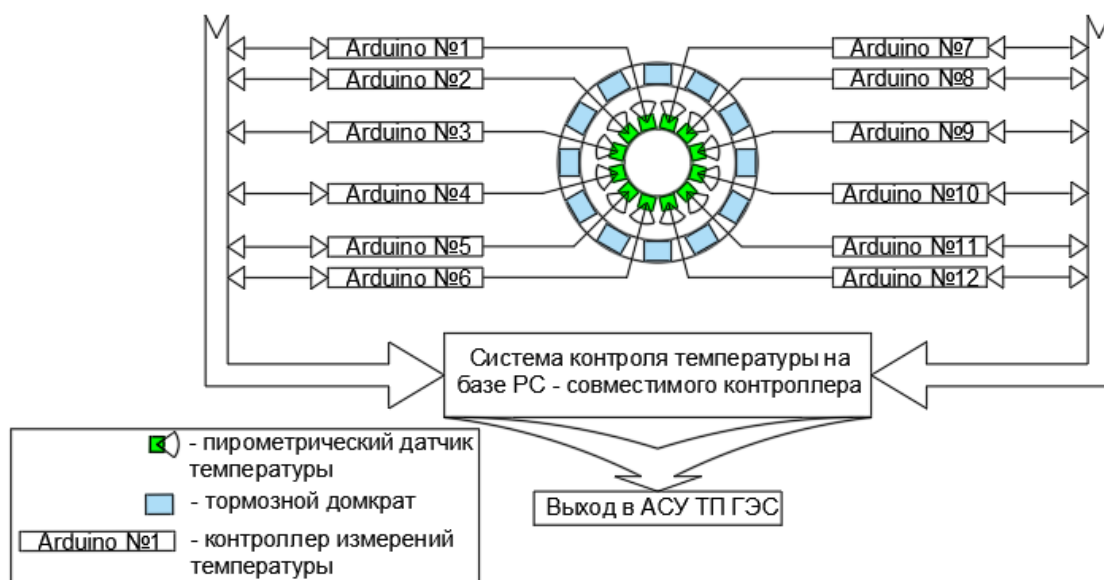 Arduino №1
Arduino №2
Arduino №3
Arduino №4
Arduino №5
Arduino №6
Arduino №7
Arduino №8
Arduino №9
Arduino №10
Arduino №11
Arduino №12
Система контроля температуры на
базе PC - совместимого контроллера
Выход в АСУ ТП ГЭС
- пирометрический датчик
температуры
- тормозной домкрат
Arduino №1 - контроллер измерений
температуры